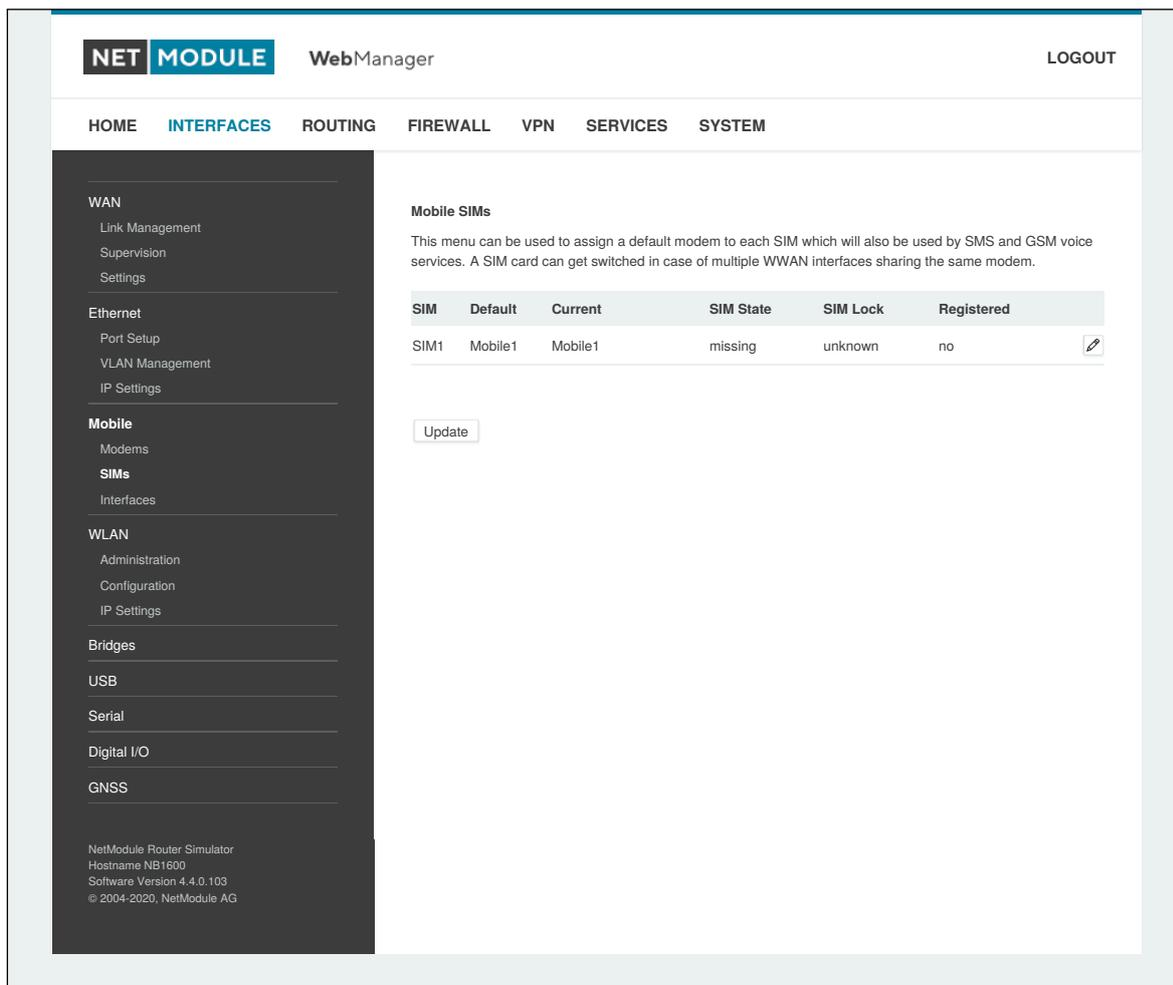 NET MODULE WebManager LOGOUT
HOME INTERFACES ROUTING FIREWALL VPN SERVICES SYSTEM
WAN
Link Management
Supervision
Settings
Ethernet
Port Setup
VLAN Management
IP Settings
Mobile
Modems
SIMs
Interfaces
WLAN
Administration
Configuration
IP Settings
Bridges
USB
Serial
Digital I/O
GNSS
NetModule Router Simulator
Hostname NB1600
Software Version 4.4.0.103
© 2004-2020, NetModule AG
Mobile SIMs
This menu can be used to assign a default modem to each SIM which will also be used by SMS and GSM voice
services. A SIM card can get switched in case of multiple WWAN interfaces sharing the same modem.
SIM Default Current SIM State SIM Lock Registered
SIM1 Mobile1 Mobile1 missing unknown no
Update